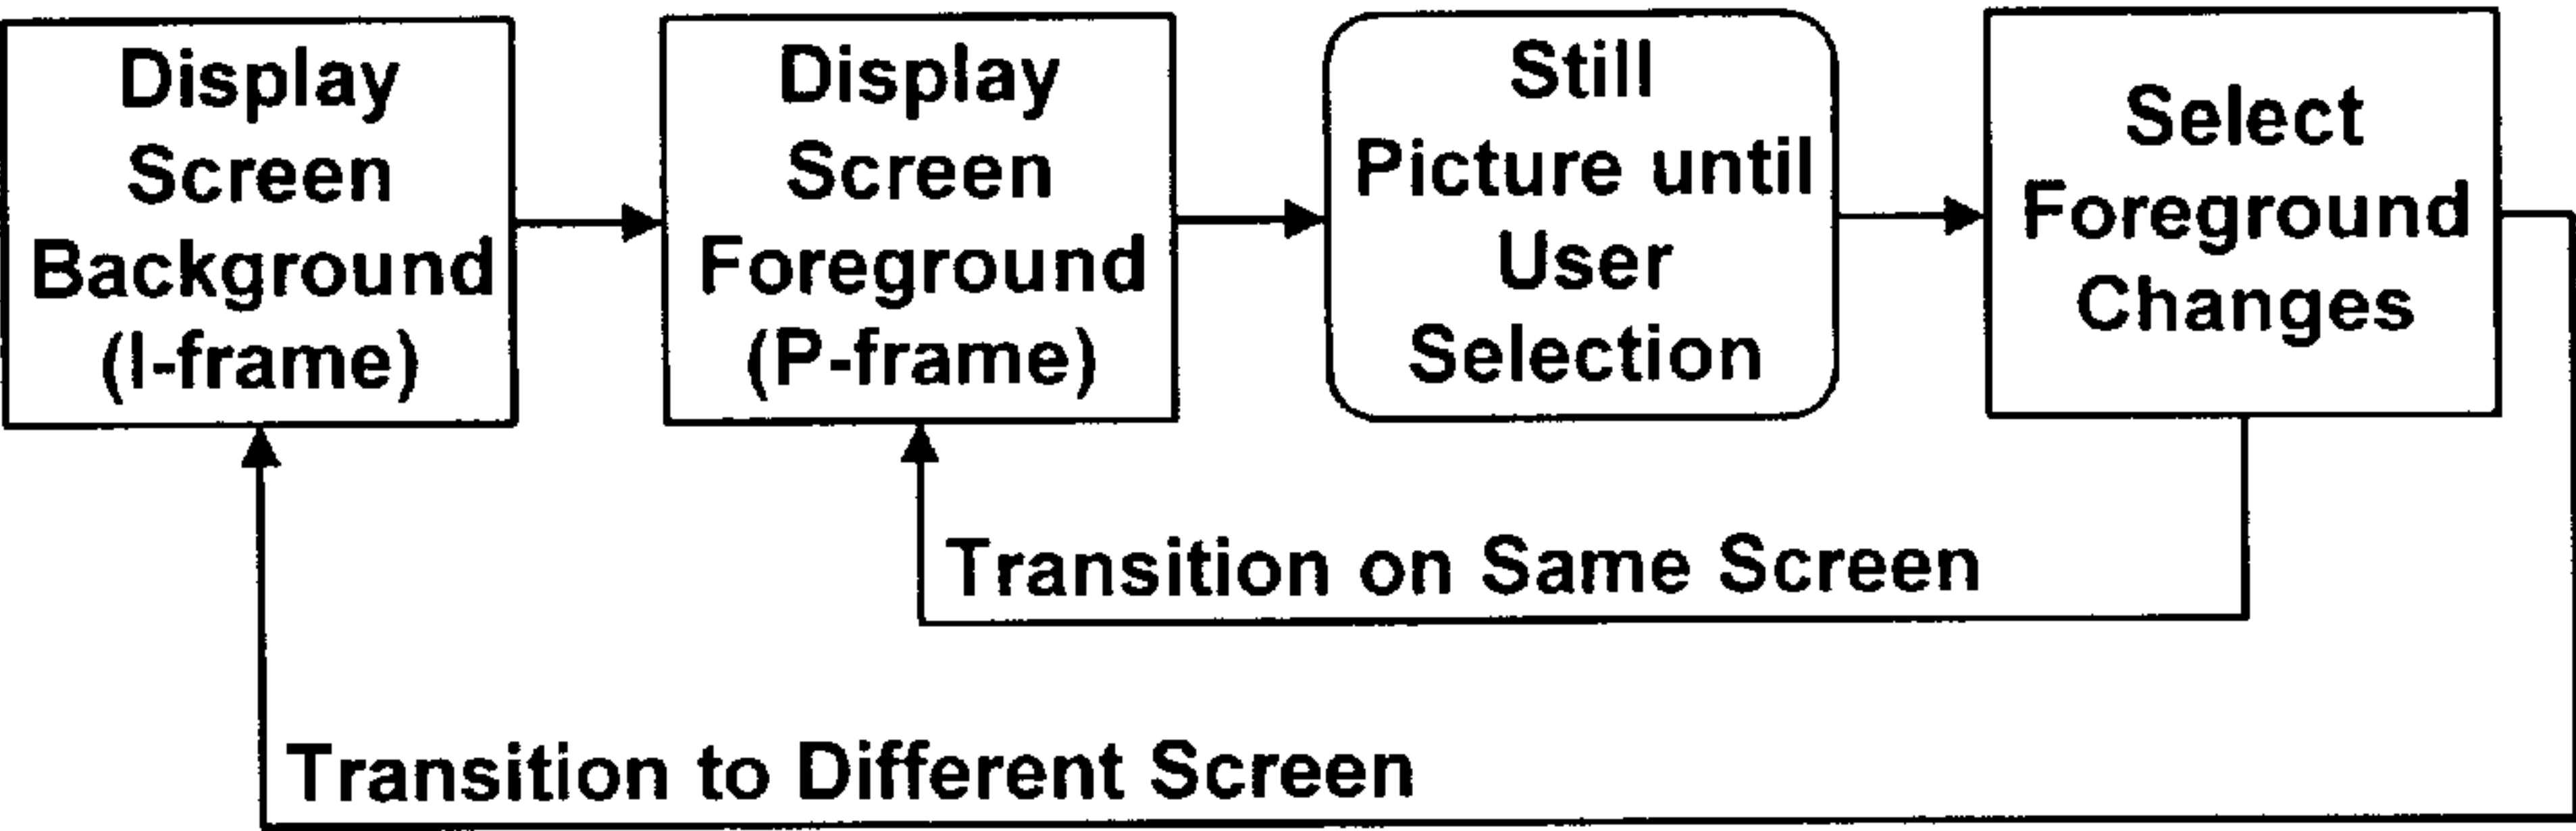 Display
Screen
Background
(I-frame)
Display
Screen
Foreground
(P-frame)
Still
Picture until
User
Selection
Select
Foreground
Changes
Transition on Same Screen
Transition to Different Screen